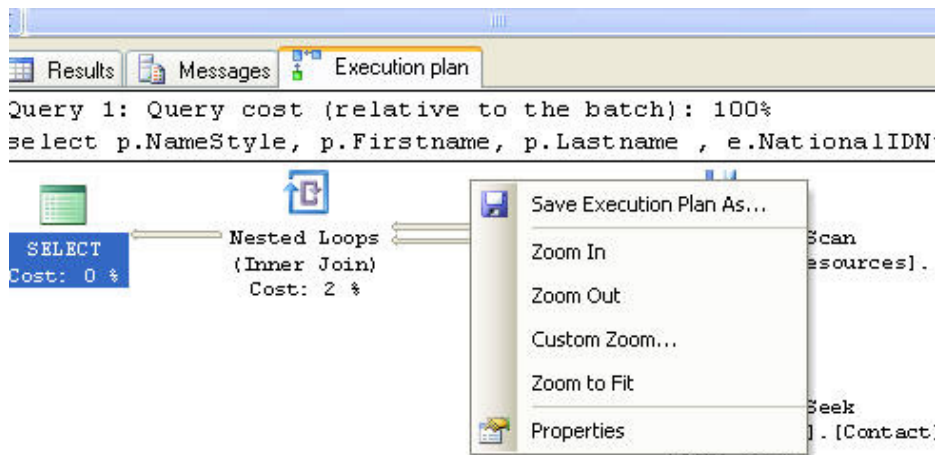 Results Messages Execution plan
Query 1: Query cost (relative to the batch): 100%
select p.NameStyle, p.Firstname, p.Lastname , e.NationalIDN
SELECT
Cost: 0 %
Nested Loops
(Inner Join)
Cost: 2 %
Save Execution Plan As...
Zoom In
Zoom Out
Custom Zoom...
Zoom to Fit
Properties
Scan
esources].
Seek
].[Contact]